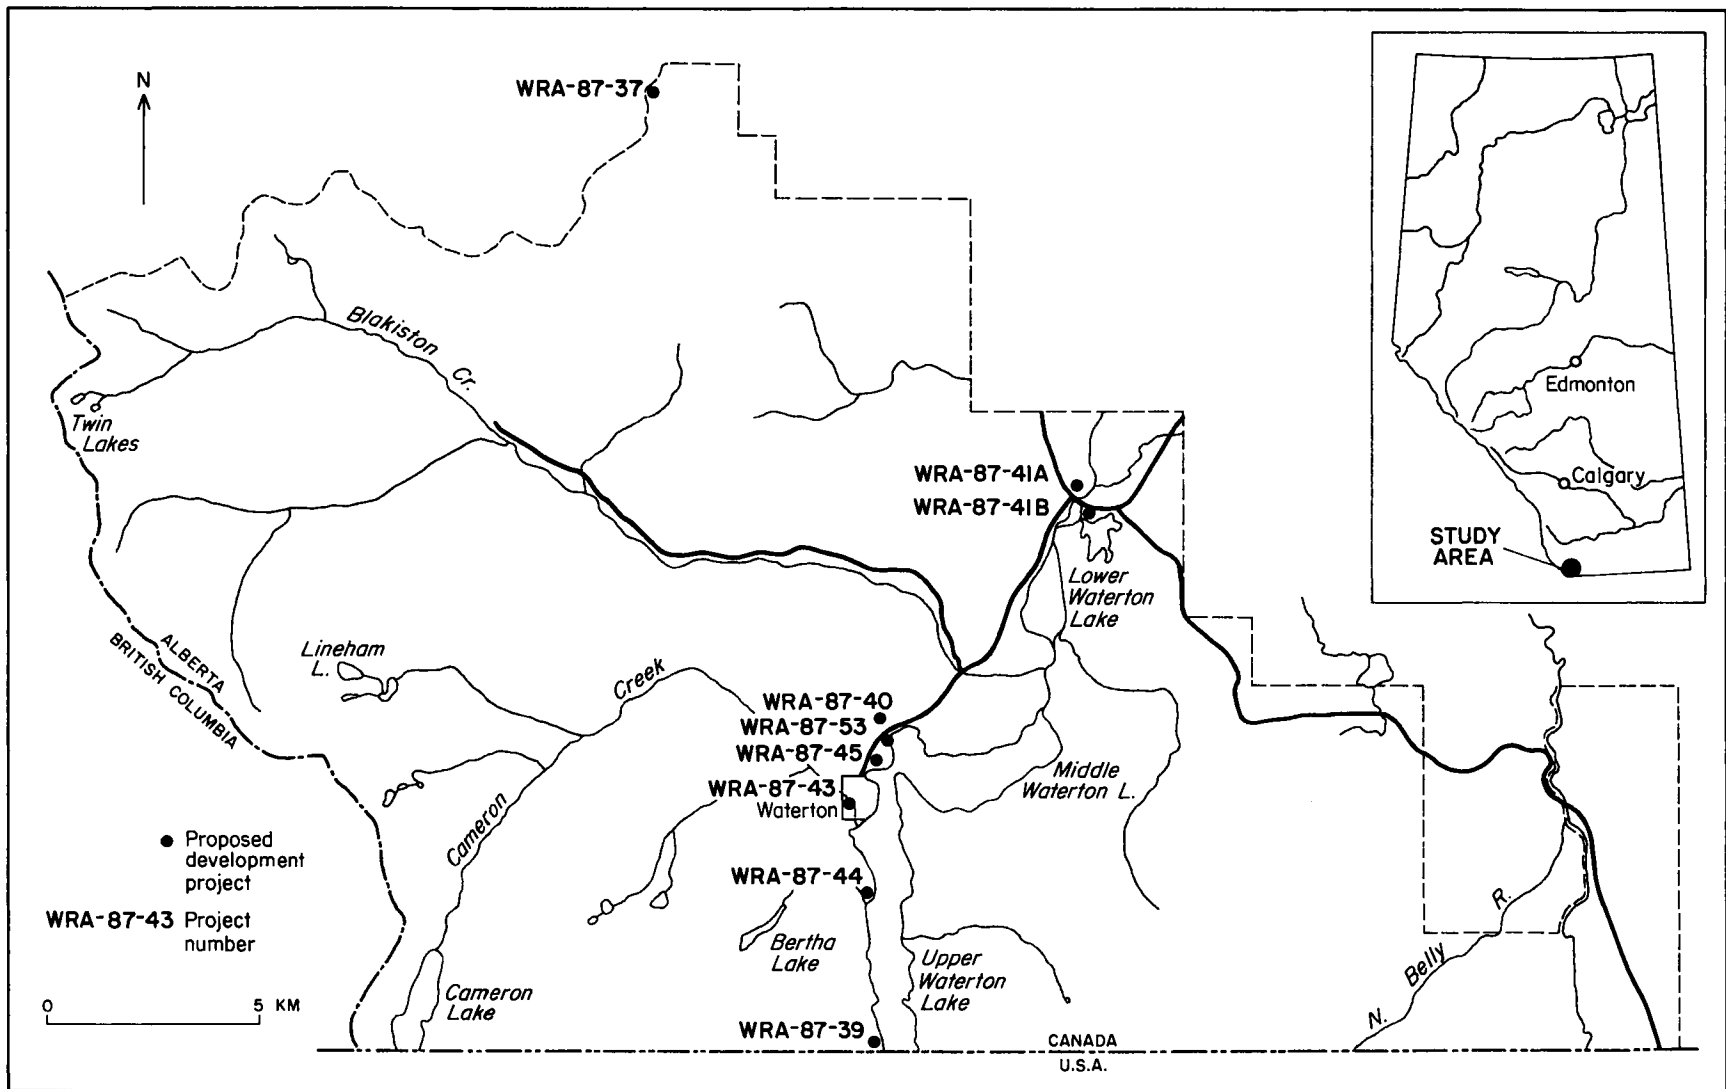 N
WRA-87-37
Blakiston
Cr.
Twin
Lakes
WRA-87-41A
WRA-87-41B
Lower
Waterton
Lake
Lineham
L.
ALBERTA
BRITISH COLUMBIA
Creek
Cameron
WRA-87-40
WRA-87-53
WRA-87-45
WRA-87-43
Waterton
Middle
Waterton L.
WRA-87-44
Bertha
Lake
Upper
Waterton
Lake
Cameron
Lake
WRA-87-39
CANADA
U.S.A.
N. Belly R.
Proposed
development
project
WRA-87-43 Project
number
0 5 KM
Edmonton
Calgary
STUDY
AREA